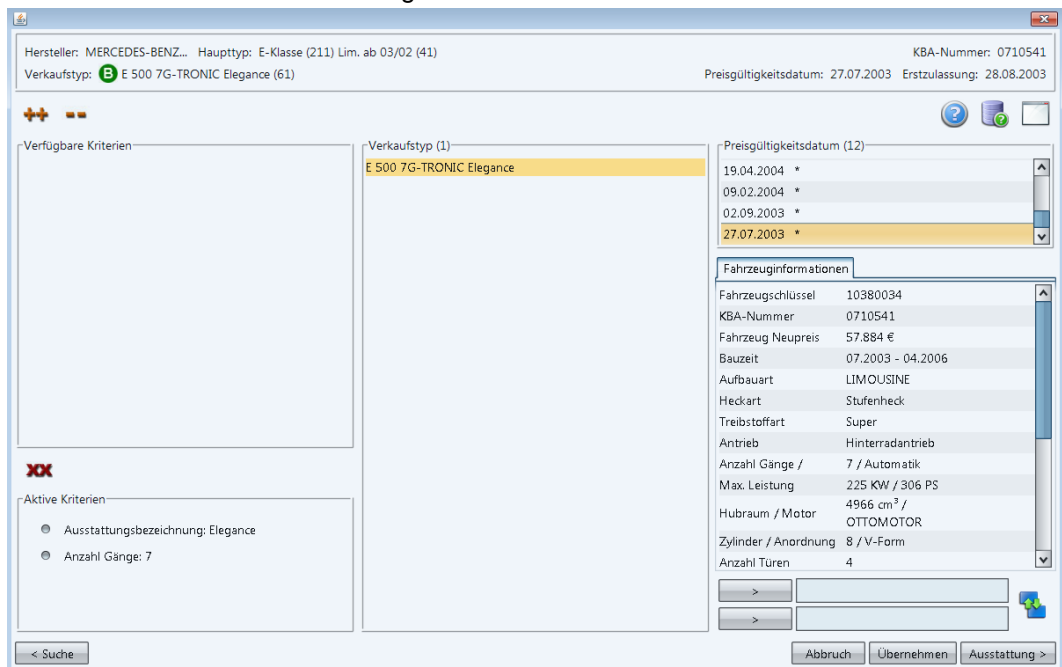 Hersteller: MERCEDES-BENZ... Haupttyp: E-Klasse (211) Lim. ab 03/02 (41)
KBA-Nummer: 0710541
Verkaufstyp: B E 500 7G-TRONIC Elegance (61)
Preisgültigkeitsdatum: 27.07.2003 Erstzulassung: 28.08.2003
++ --
Verfügbare Kriterien
Verkaufstyp (1)
E 500 7G-TRONIC Elegance
Preisgültigkeitsdatum (12)
19.04.2004 *
09.02.2004 *
02.09.2003 *
27.07.2003 *
Fahrzeuginformationen
Fahrzeugschlüssel 10380034
KBA-Nummer 0710541
Fahrzeug Neupreis 57.884 €
Bauzeit 07.2003 - 04.2006
Aufbauart LIMOUSINE
Heckart Stufenheck
Treibstoffart Super
Antrieb Hinterradantrieb
Anzahl Gänge / 7 / Automatik
Max. Leistung 225 KW / 306 PS
Hubraum / Motor 4966 cm³ /
OTTOMOTOR
Zylinder / Anordnung 8 / V-Form
Anzahl Türen 4
XX
Aktive Kriterien
Ausstattungsbezeichnung: Elegance
Anzahl Gänge: 7
>
>
< Suche
Abbruch Übernehmen Ausstattung >